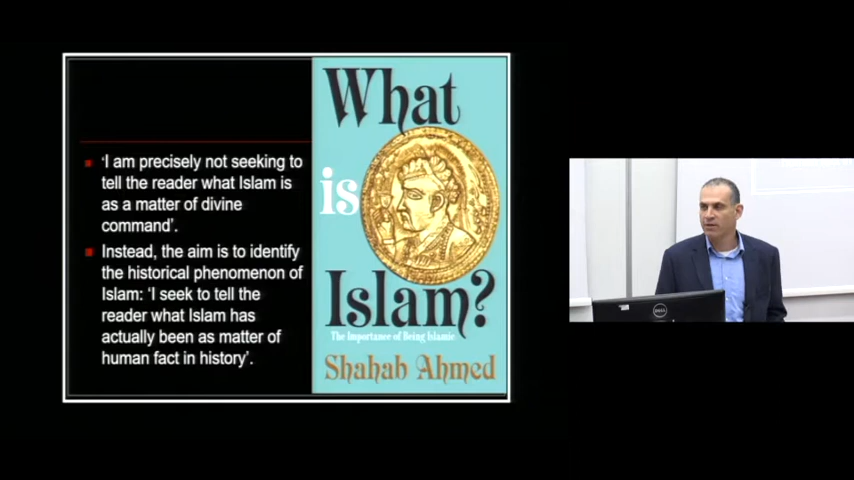 'I am precisely not seeking to
tell the reader what Islam is
as a matter of divine
command'.
Instead, the aim is to identify
the historical phenomenon of
Islam: 'I seek to tell the
reader what Islam has
actually been as matter of
human fact in history'.
What
is
Islam?
The Importance of Being Islamic
Shahab Ahmed
DELL